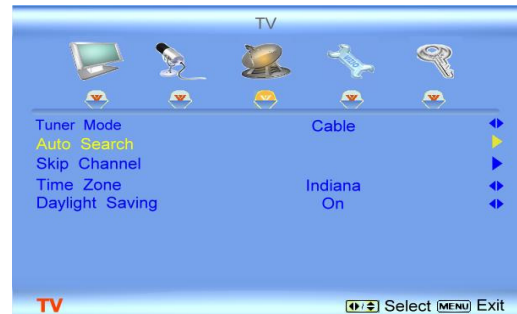 TV
Tuner Mode Cable
Auto Search
Skip Channel
Time Zone Indiana
Daylight Saving On
TV Select MENU Exit